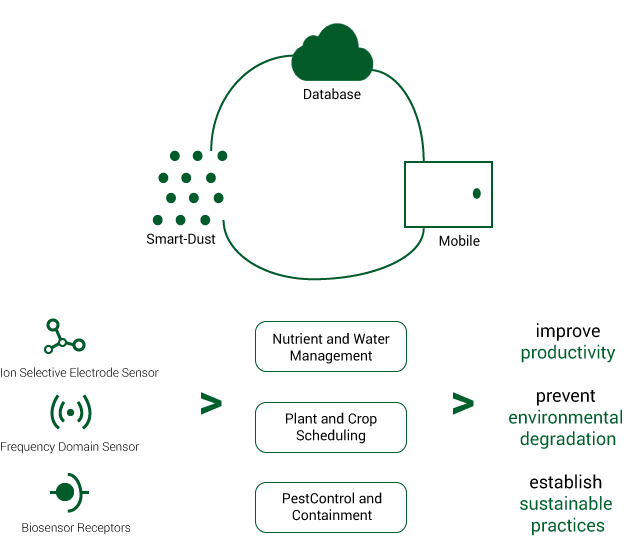 Database
Smart-Dust
Mobile
Ion Selective Electrode Sensor
Frequency Domain Sensor
Biosensor Receptors
>
Nutrient and Water
Management
Plant and Crop
Scheduling
PestControl and
Containment
>
improve
productivity
prevent
environmental
degradation
establish
sustainable
practices